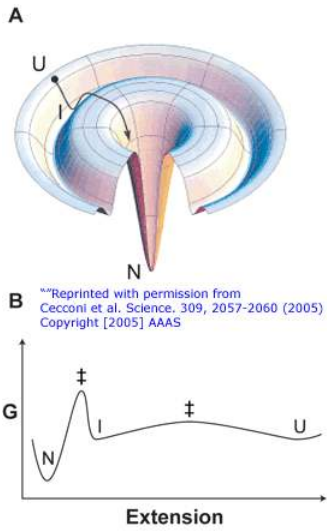 A
U
I
N
B
“”Reprinted with permission from
Cecconi et al. Science. 309, 2057-2060 (2005)
Copyright [2005] AAAS
G
‡
‡
N
I
U
Extension